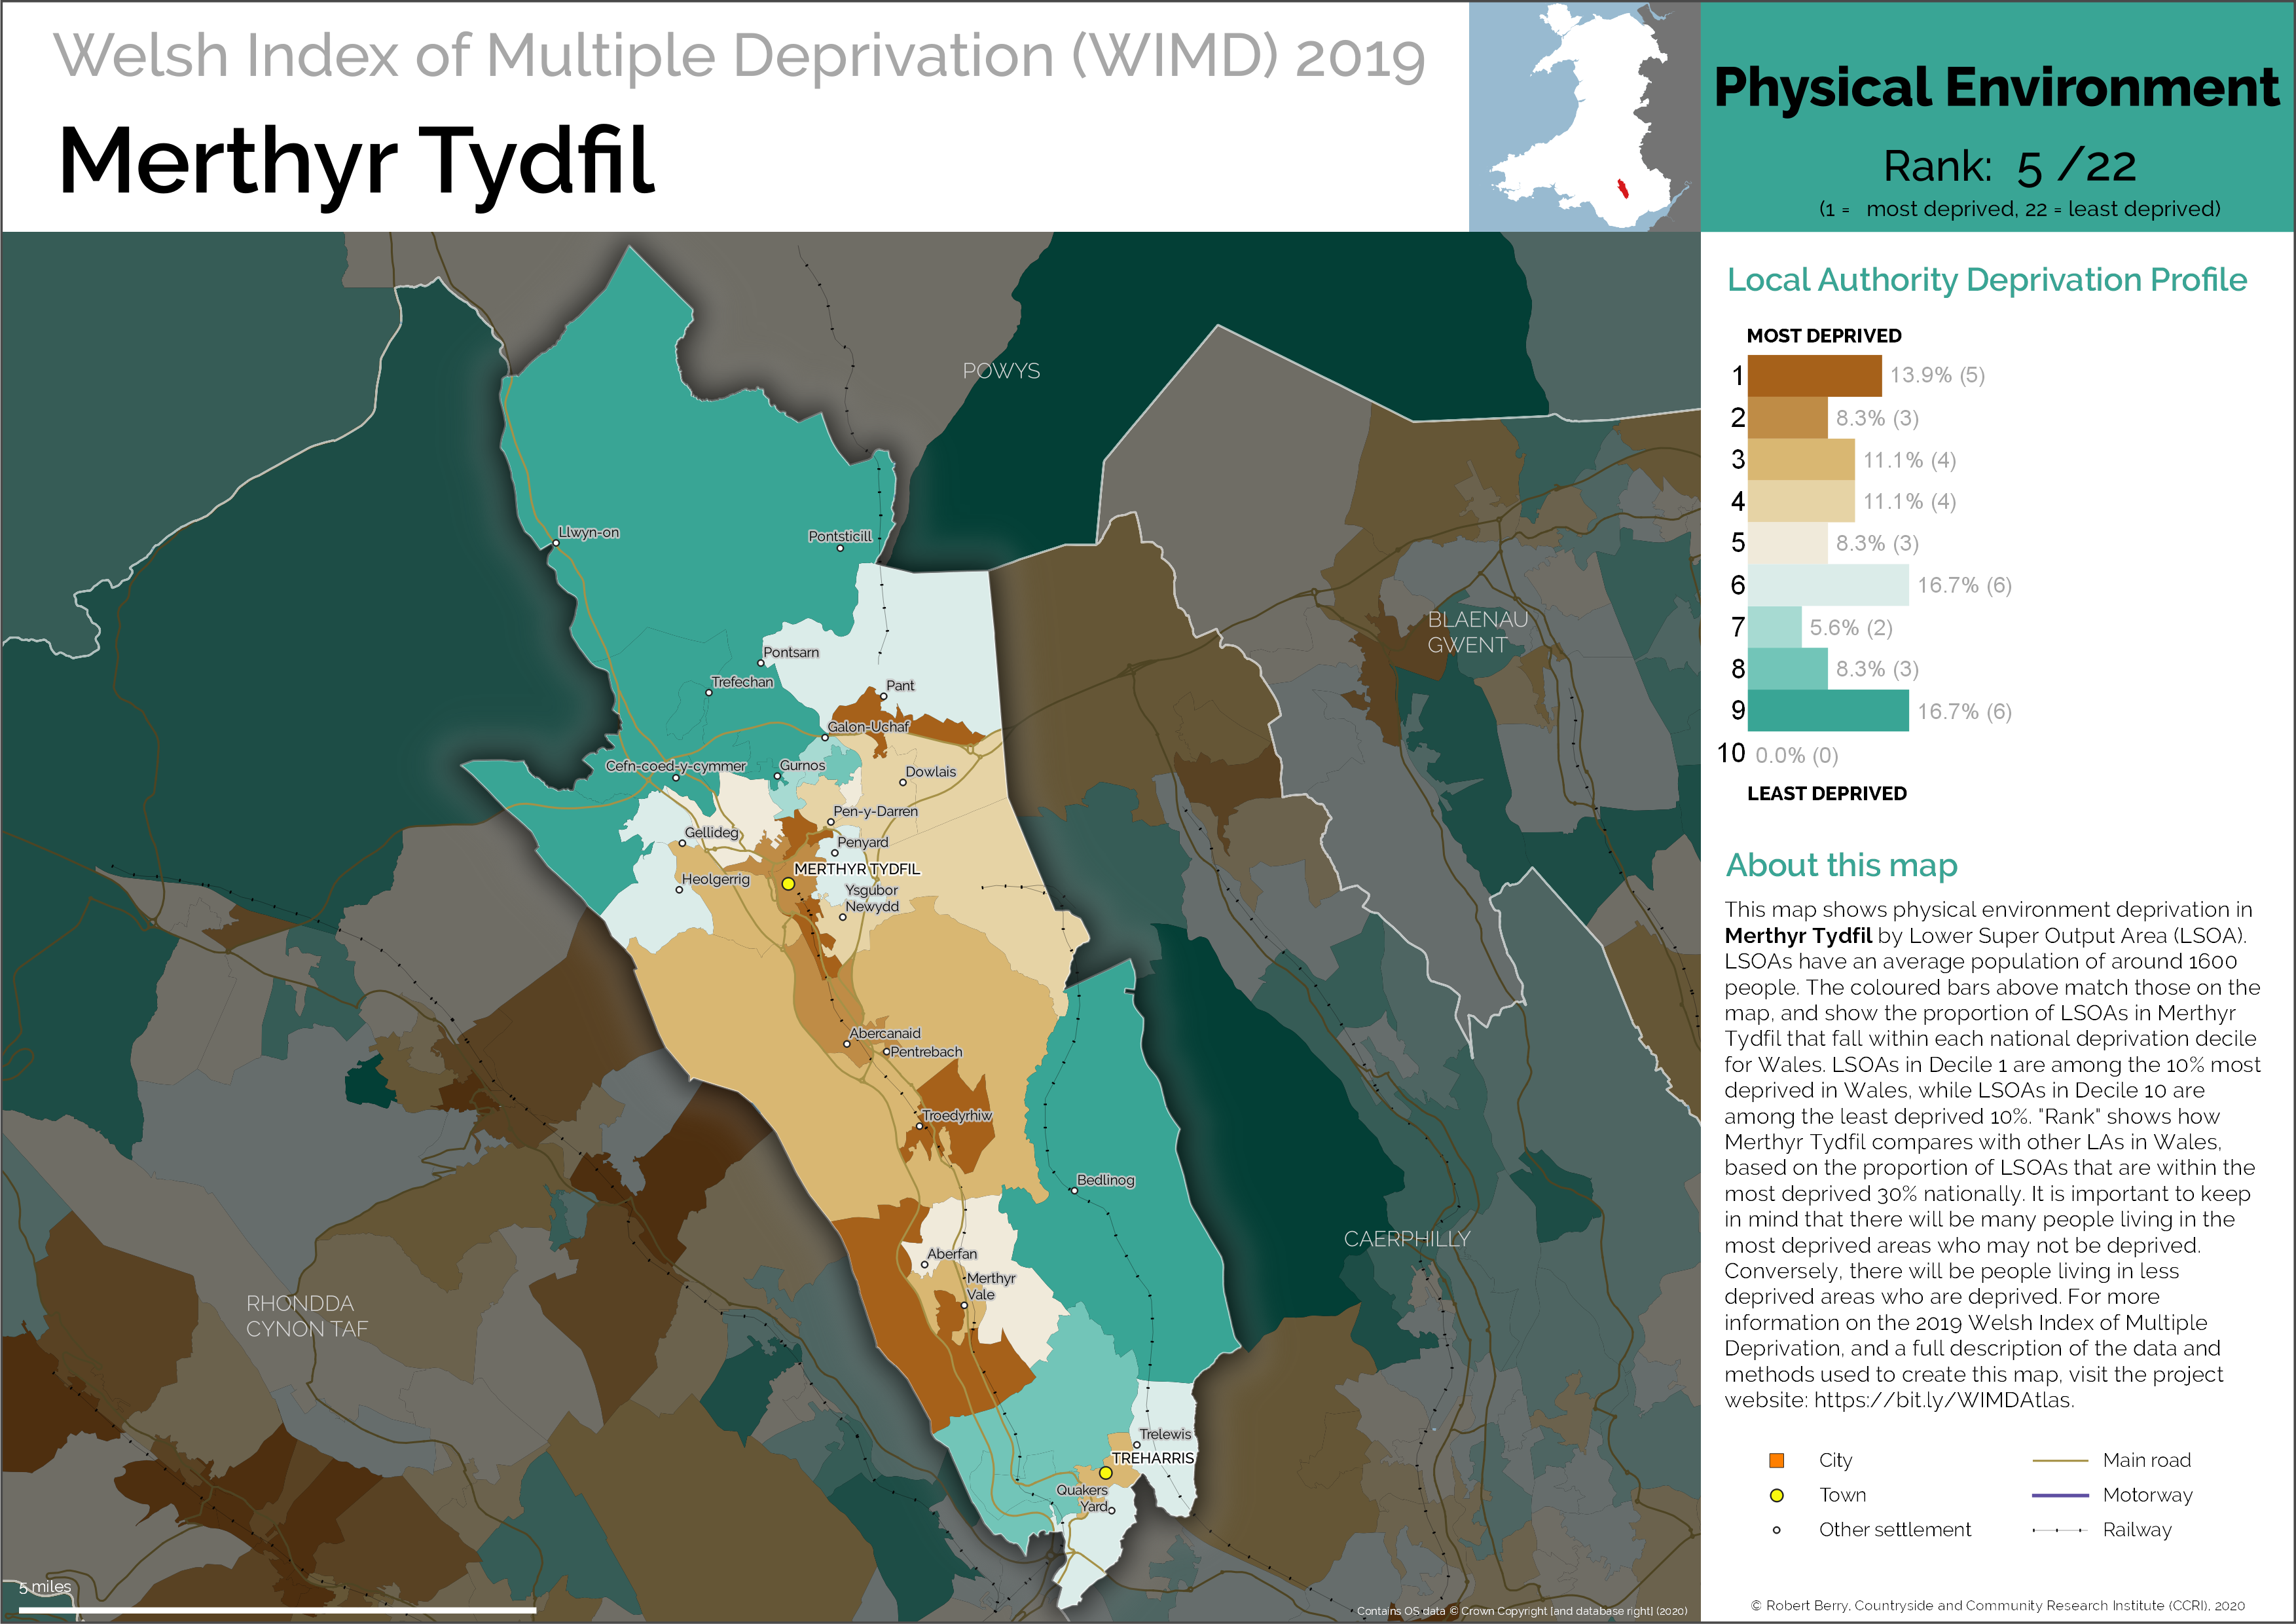 Welsh Index of Multiple Deprivation (WIMD) 2019
Merthyr Tydfil
Physical Environment
Rank: 5 /22
(1 = most deprived, 22 = least deprived)
Local Authority Deprivation Profile
MOST DEPRIVED
1 13.9% (5)
2 8.3% (3)
3 11.1% (4)
4 11.1% (4)
5 8.3% (3)
6 16.7% (6)
7 5.6% (2)
8 8.3% (3)
9 16.7% (6)
10 0.0% (0)
LEAST DEPRIVED
About this map
This map shows physical environment deprivation in
Merthyr Tydfil by Lower Super Output Area (LSOA).
LSOAs have an average population of around 1600
people. The coloured bars above match those on the
map, and show the proportion of LSOAs in Merthyr
Tydfil that fall within each national deprivation decile
for Wales. LSOAs in Decile 1 are among the 10% most
deprived in Wales, while LSOAs in Decile 10 are
among the least deprived 10%. "Rank" shows how
Merthyr Tydfil compares with other LAs in Wales,
based on the proportion of LSOAs that are within the
most deprived 30% nationally. It is important to keep
in mind that there will be many people living in the
most deprived areas who may not be deprived.
Conversely, there will be people living in less
deprived areas who are deprived. For more
information on the 2019 Welsh Index of Multiple
Deprivation, and a full description of the data and
methods used to create this map, visit the project
website: https://bit.ly/WIMDAtlas.
City
Town
Other settlement
Main road
Motorway
Railway
© Robert Berry, Countryside and Community Research Institute (CCRI), 2020
POWYS
BLAENAU
GWENT
CAERPHILLY
RHONDDA
CYNON TAF
Llwyn-on
Pontsticill
Pontsarn
Trefechan
Pant
Galon-Uchaf
Cefn-coed-y-cymmer
Gurnos
Dowlais
Pen-y-Darren
Gellideg
Penyard
MERTHYR TYDFIL
Heolgerrig
Ysgubor
Newydd
Abercanaid
Pentrebach
Troedyrhiw
Bedlinog
Aberfan
Merthyr
Vale
Trelewis
TREHARRIS
Quakers
Yard
5 miles
Contains OS data © Crown Copyright [and database right] (2020)